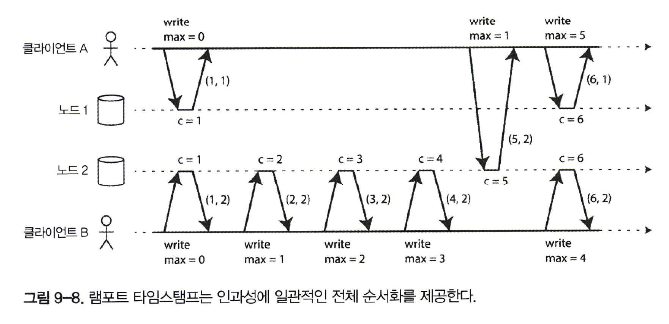 write
max = 0
write
max = 1
write
max = 5
클라이언트 A
(1, 1)
(6, 1)
노드 1
c = 1
(5, 2)
c = 6
c = 1
c = 2
c = 3
c = 4
c = 6
노드 2
c = 5
(1, 2)
(2, 2)
(3, 2)
(4, 2)
(6, 2)
클라이언트 B
write
max = 0
write
max = 1
write
max = 2
write
max = 3
write
max = 4
그림 9-8. 램포트 타임스탬프는 인과성에 일관적인 전체 순서화를 제공한다.